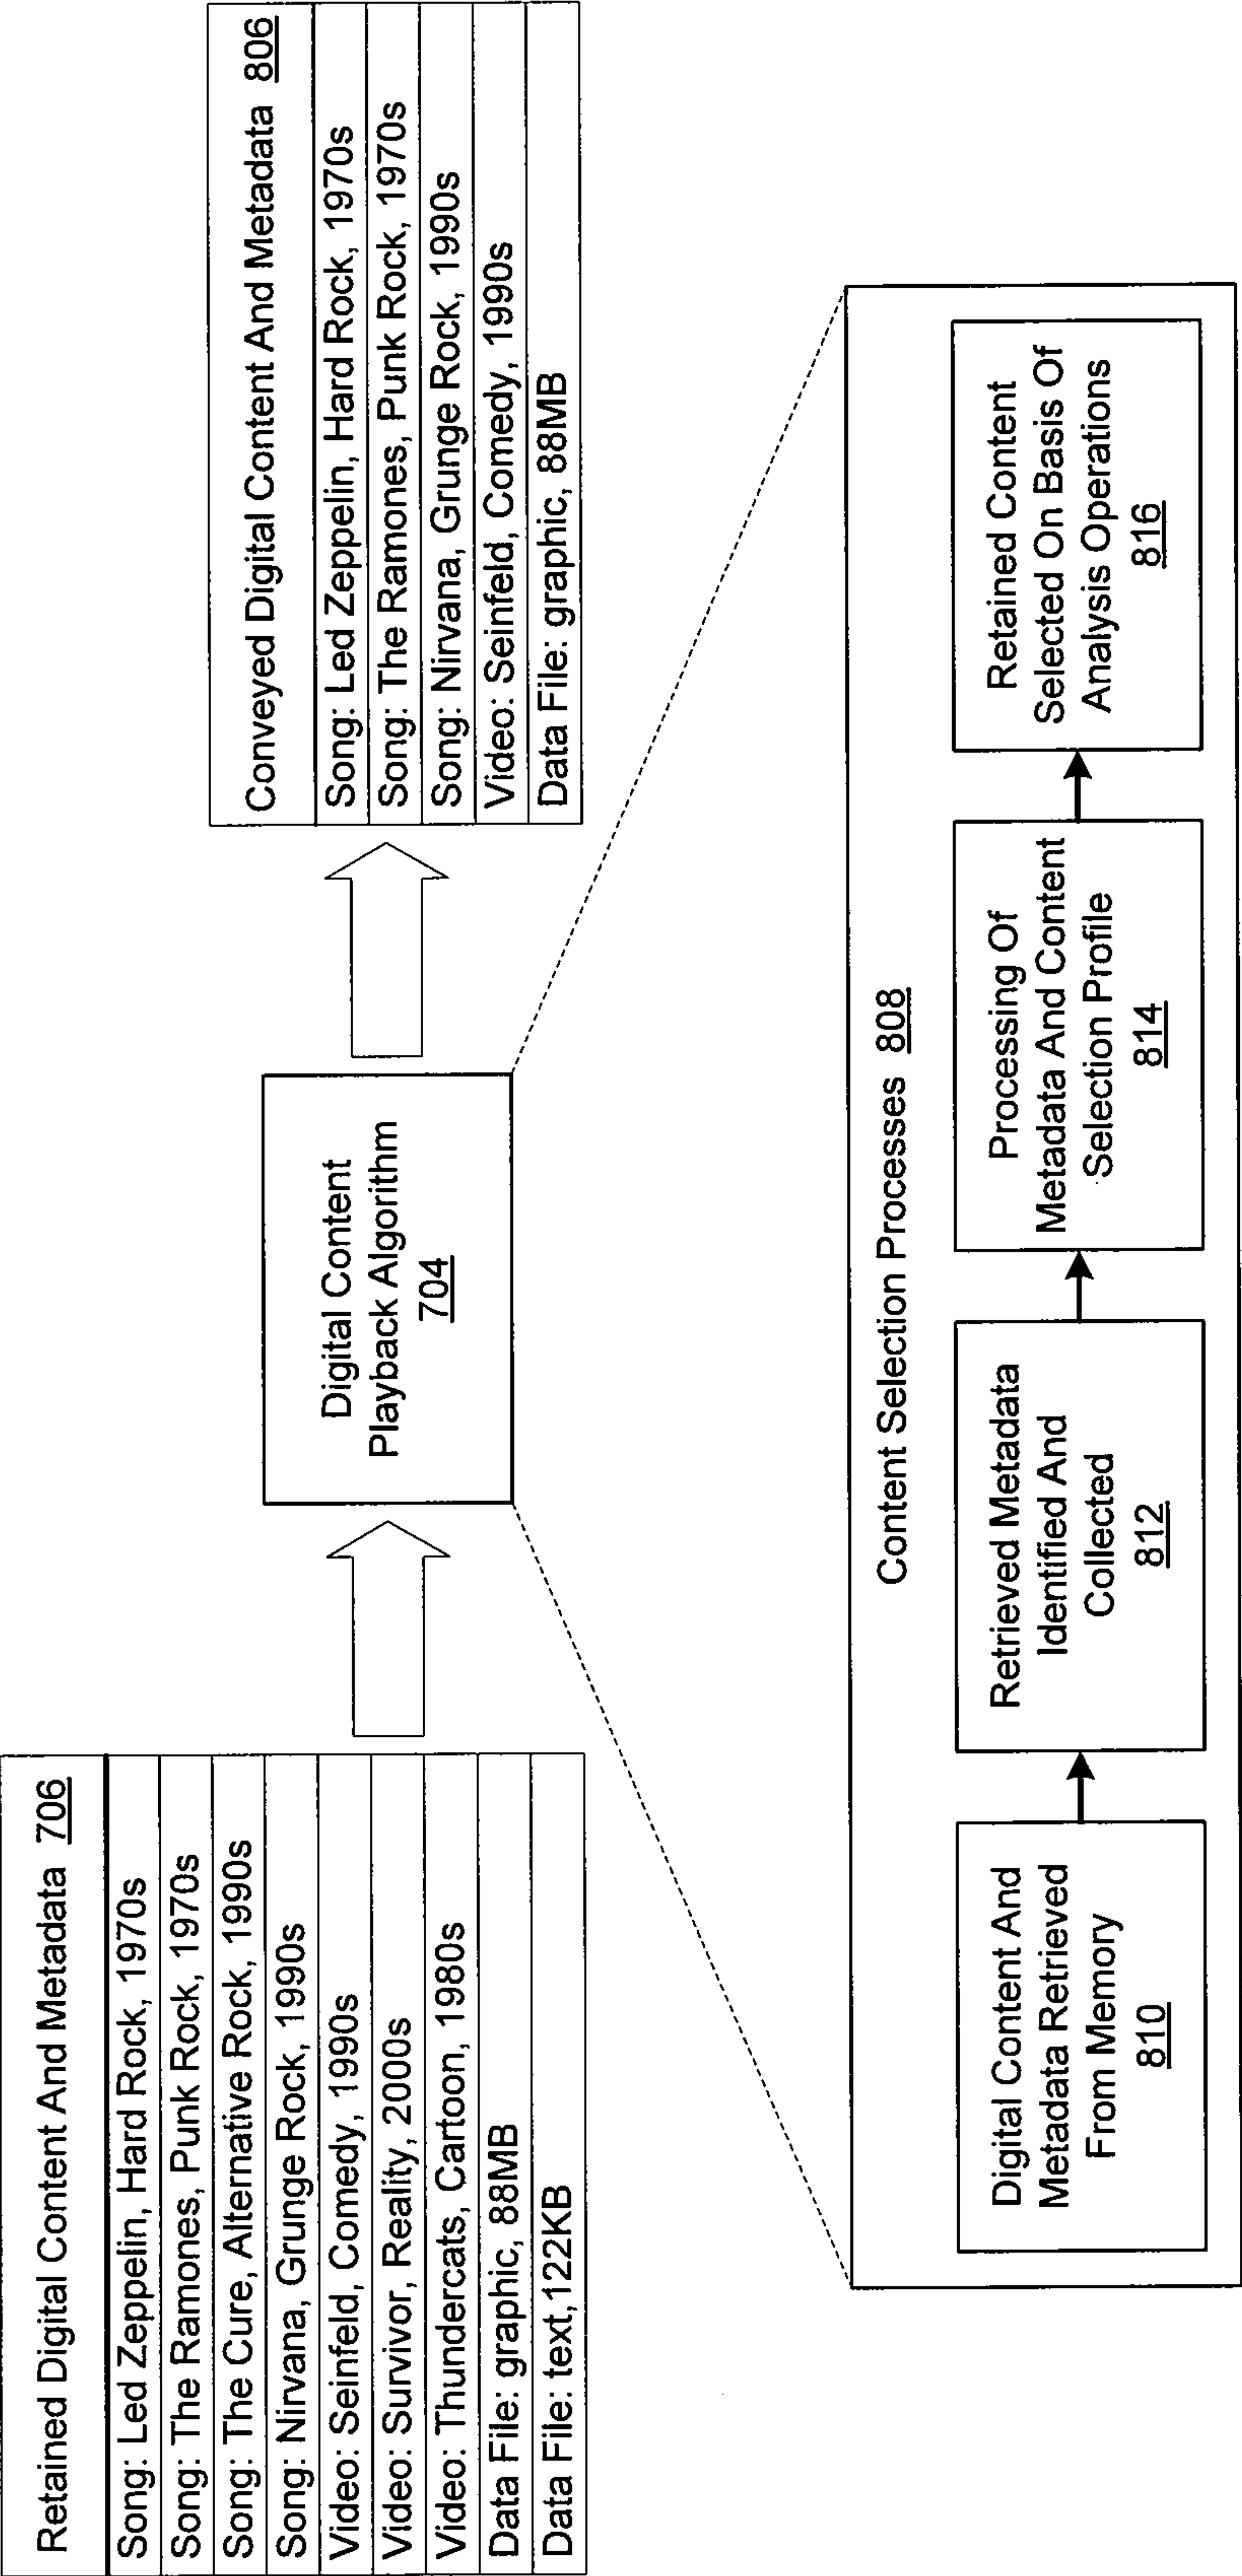 Retained Digital Content And Metadata 706
Song: Led Zeppelin, Hard Rock, 1970s
Song: The Ramones, Punk Rock, 1970s
Song: The Cure, Alternative Rock, 1990s
Song: Nirvana, Grunge Rock, 1990s
Video: Seinfeld, Comedy, 1990s
Video: Survivor, Reality, 2000s
Video: Thundercats, Cartoon, 1980s
Data File: graphic, 88MB
Data File: text,122KB
Digital Content
Playback Algorithm
704
Conveyed Digital Content And Metadata 806
Song: Led Zeppelin, Hard Rock, 1970s
Song: The Ramones, Punk Rock, 1970s
Song: Nirvana, Grunge Rock, 1990s
Video: Seinfeld, Comedy, 1990s
Data File: graphic, 88MB
Content Selection Processes 808
Digital Content And
Metadata Retrieved
From Memory
810
Retrieved Metadata
Identified And
Collected
812
Processing Of
Metadata And Content
Selection Profile
814
Retained Content
Selected On Basis Of
Analysis Operations
816